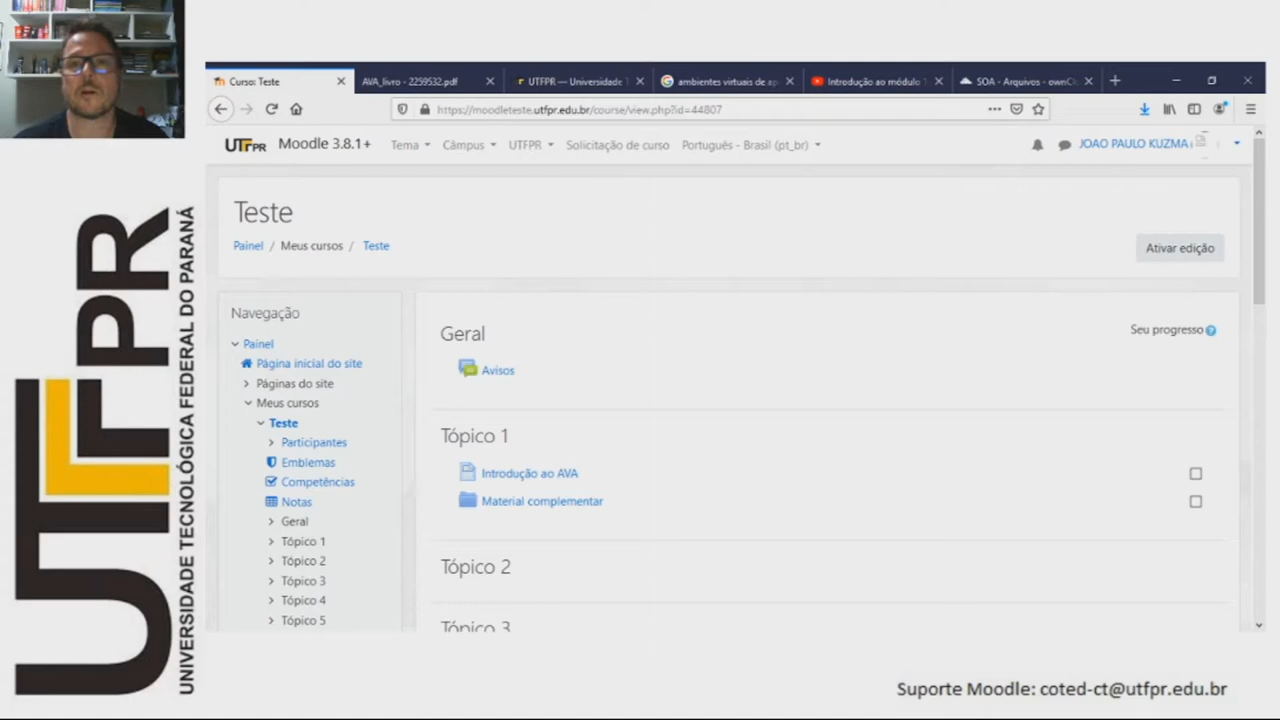 Curso: Teste
AVA_livro - 2259532.pdf
UTFPR — Universidade T
ambientes virtuais de ap
Introdução ao módulo T
SOA - Arquivos - ownCl
https://moodleteste.utfpr.edu.br/course/view.php?id=44807
UTFPR Moodle 3.8.1+ Tema Câmpus UTFPR Solicitação de curso Português - Brasil (pt_br) JOAO PAULO KUZMA
Teste
Painel / Meus cursos / Teste
Ativar edição
Navegação
Painel
Página inicial do site
Páginas do site
Meus cursos
Teste
Participantes
Emblemas
Competências
Notas
Geral
Tópico 1
Tópico 2
Tópico 3
Tópico 4
Tópico 5
Geral
Seu progresso
Avisos
Tópico 1
Introdução ao AVA
Material complementar
Tópico 2
Tópico 3
UTFPR
UNIVERSIDADE TECNOLÓGICA FEDERAL DO PARANÁ
Suporte Moodle: coted-ct@utfpr.edu.br